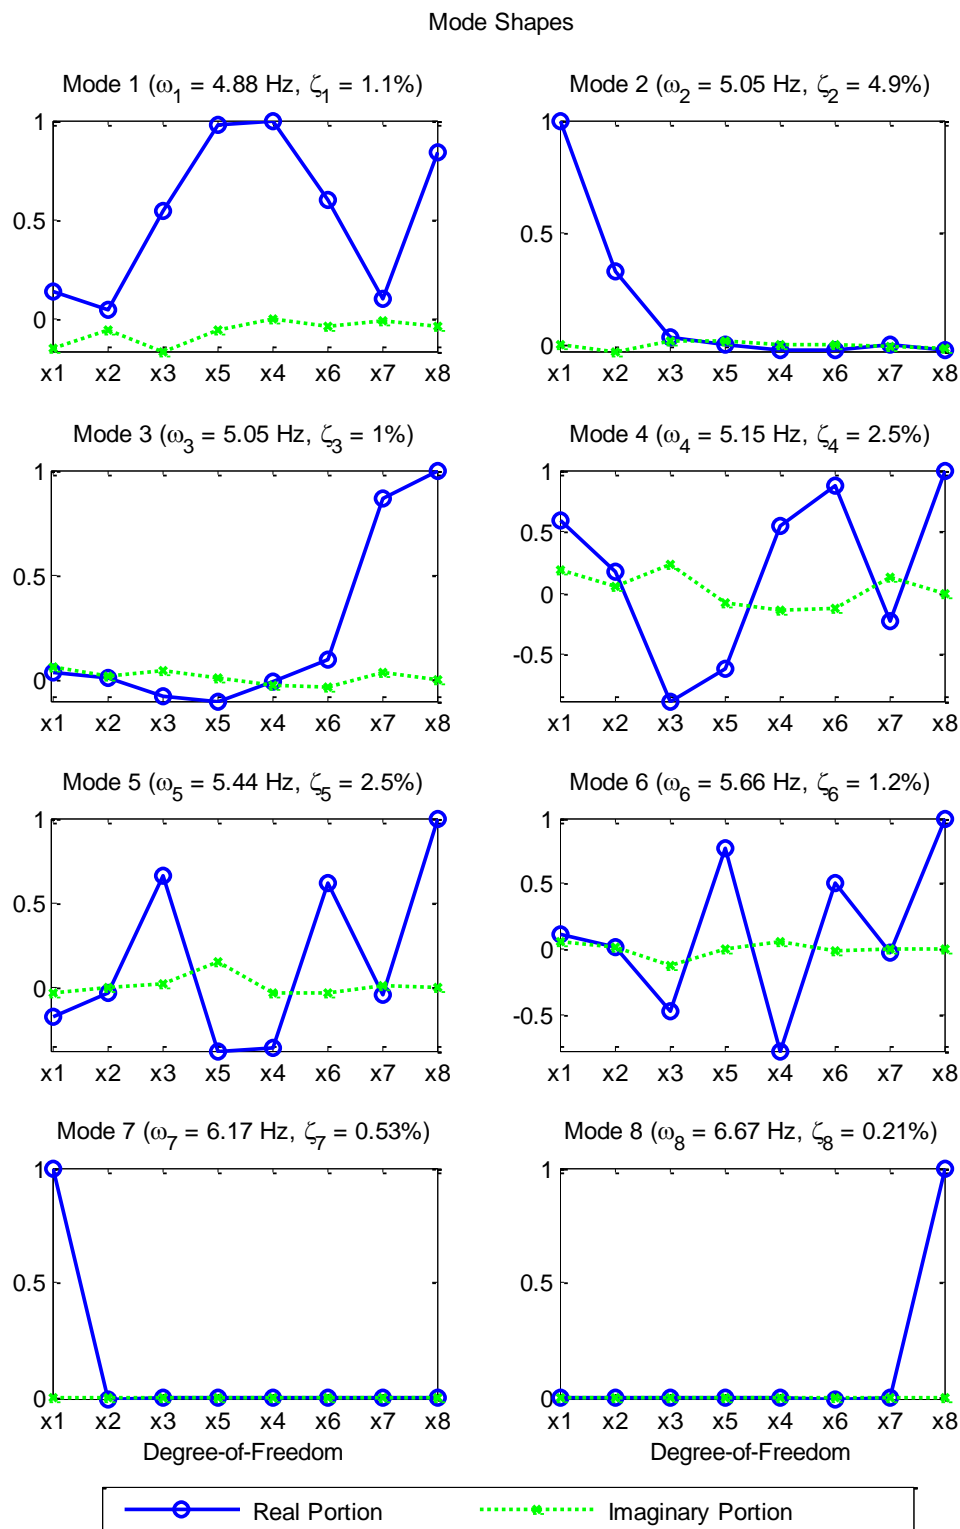 Mode Shapes
Mode 1 (ω1 = 4.88 Hz, ζ1 = 1.1%)
1
0.5
0
x1 x2 x3 x5 x4 x6 x7 x8
Mode 2 (ω2 = 5.05 Hz, ζ2 = 4.9%)
1
0.5
0
x1 x2 x3 x5 x4 x6 x7 x8
Mode 3 (ω3 = 5.05 Hz, ζ3 = 1%)
1
0.5
0
x1 x2 x3 x5 x4 x6 x7 x8
Mode 4 (ω4 = 5.15 Hz, ζ4 = 2.5%)
1
0.5
0
-0.5
x1 x2 x3 x5 x4 x6 x7 x8
Mode 5 (ω5 = 5.44 Hz, ζ5 = 2.5%)
1
0.5
0
x1 x2 x3 x5 x4 x6 x7 x8
Mode 6 (ω6 = 5.66 Hz, ζ6 = 1.2%)
1
0.5
0
-0.5
x1 x2 x3 x5 x4 x6 x7 x8
Mode 7 (ω7 = 6.17 Hz, ζ7 = 0.53%)
1
0.5
0
x1 x2 x3 x5 x4 x6 x7 x8
Degree-of-Freedom
Mode 8 (ω8 = 6.67 Hz, ζ8 = 0.21%)
1
0.5
0
x1 x2 x3 x5 x4 x6 x7 x8
Degree-of-Freedom
Real Portion
Imaginary Portion